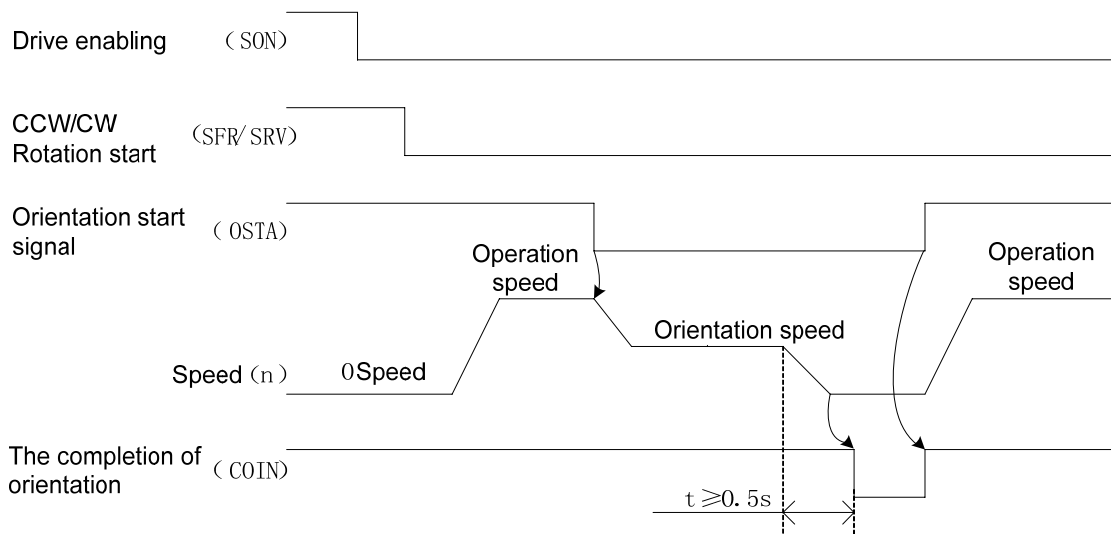 Drive enabling (SON)
CCW/CW
Rotation start
(SFR/SRV)
Orientation start
signal
(OSTA)
Operation
speed
Operation
speed
Orientation speed
Speed (n)
0Speed
The completion of
orientation
(COIN)
t≥0.5s